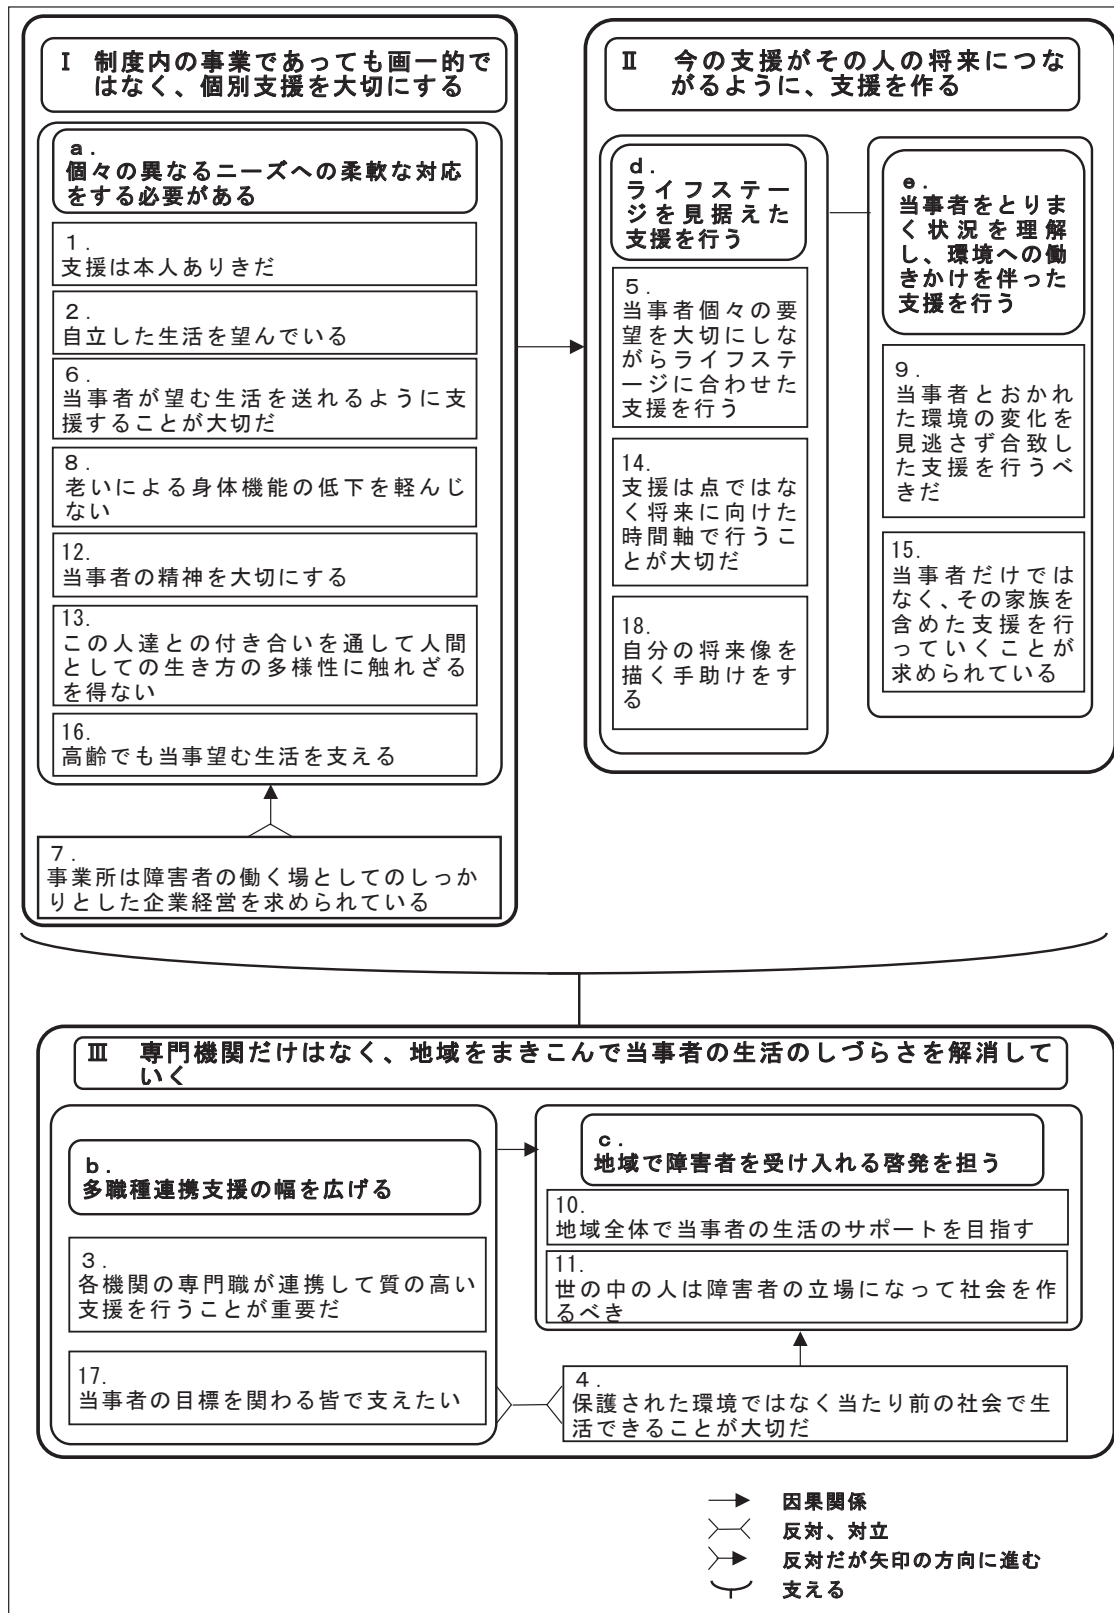 Ⅰ 制度内の事業であっても画一的で
はなく、個別支援を大切にする
a．
個々の異なるニーズへの柔軟な対応
をする必要がある
１．
支援は本人ありきだ
２．
自立した生活を望んでいる
６．
当事者が望む生活を送れるように支
援することが大切だ
８．
老いによる身体機能の低下を軽んじ
ない
12.
当事者の精神を大切にする
13.
この人達との付き合いを通して人間
としての生き方の多様性に触れざる
を得ない
16.
高齢でも当事望む生活を支える
７．
事業所は障害者の働く場としてのしっか
りとした企業経営を求められている
Ⅱ 今の支援がその人の将来につな
がるように、支援を作る
d．
ライフステー
ジを見据えた
支援を行う
５．
当事者個々の要
望を大切にしな
がらライフステ
ージに合わせた
支援を行う
14.
支援は点ではな
く将来に向けた
時間軸で行うこ
とが大切だ
18.
自分の将来像を
描く手助けをす
る
e．
当事者をとりま
く状況を理解
し、環境への働
きかけを伴った
支援を行う
９．
当事者とおかれ
た環境の変化を
見逃さず合致し
た支援を行うべ
きだ
15.
当事者だけでは
なく、その家族を
含めた支援を行
っていくことが
求められている
Ⅲ 専門機関だけはなく、地域をまきこんで当事者の生活のしづらさを解消して
いく
b．
多職種連携支援の幅を広げる
３．
各機関の専門職が連携して質の高い
支援を行うことが重要だ
17.
当事者の目標を関わる皆で支えたい
c．
地域で障害者を受け入れる啓発を担う
10.
地域全体で当事者の生活のサポートを目指す
11.
世の中の人は障害者の立場になって社会を作
るべき
４．
保護された環境ではなく当たり前の社会で生
活できることが大切だ
因果関係
反対、対立
反対だが矢印の方向に進む
支える